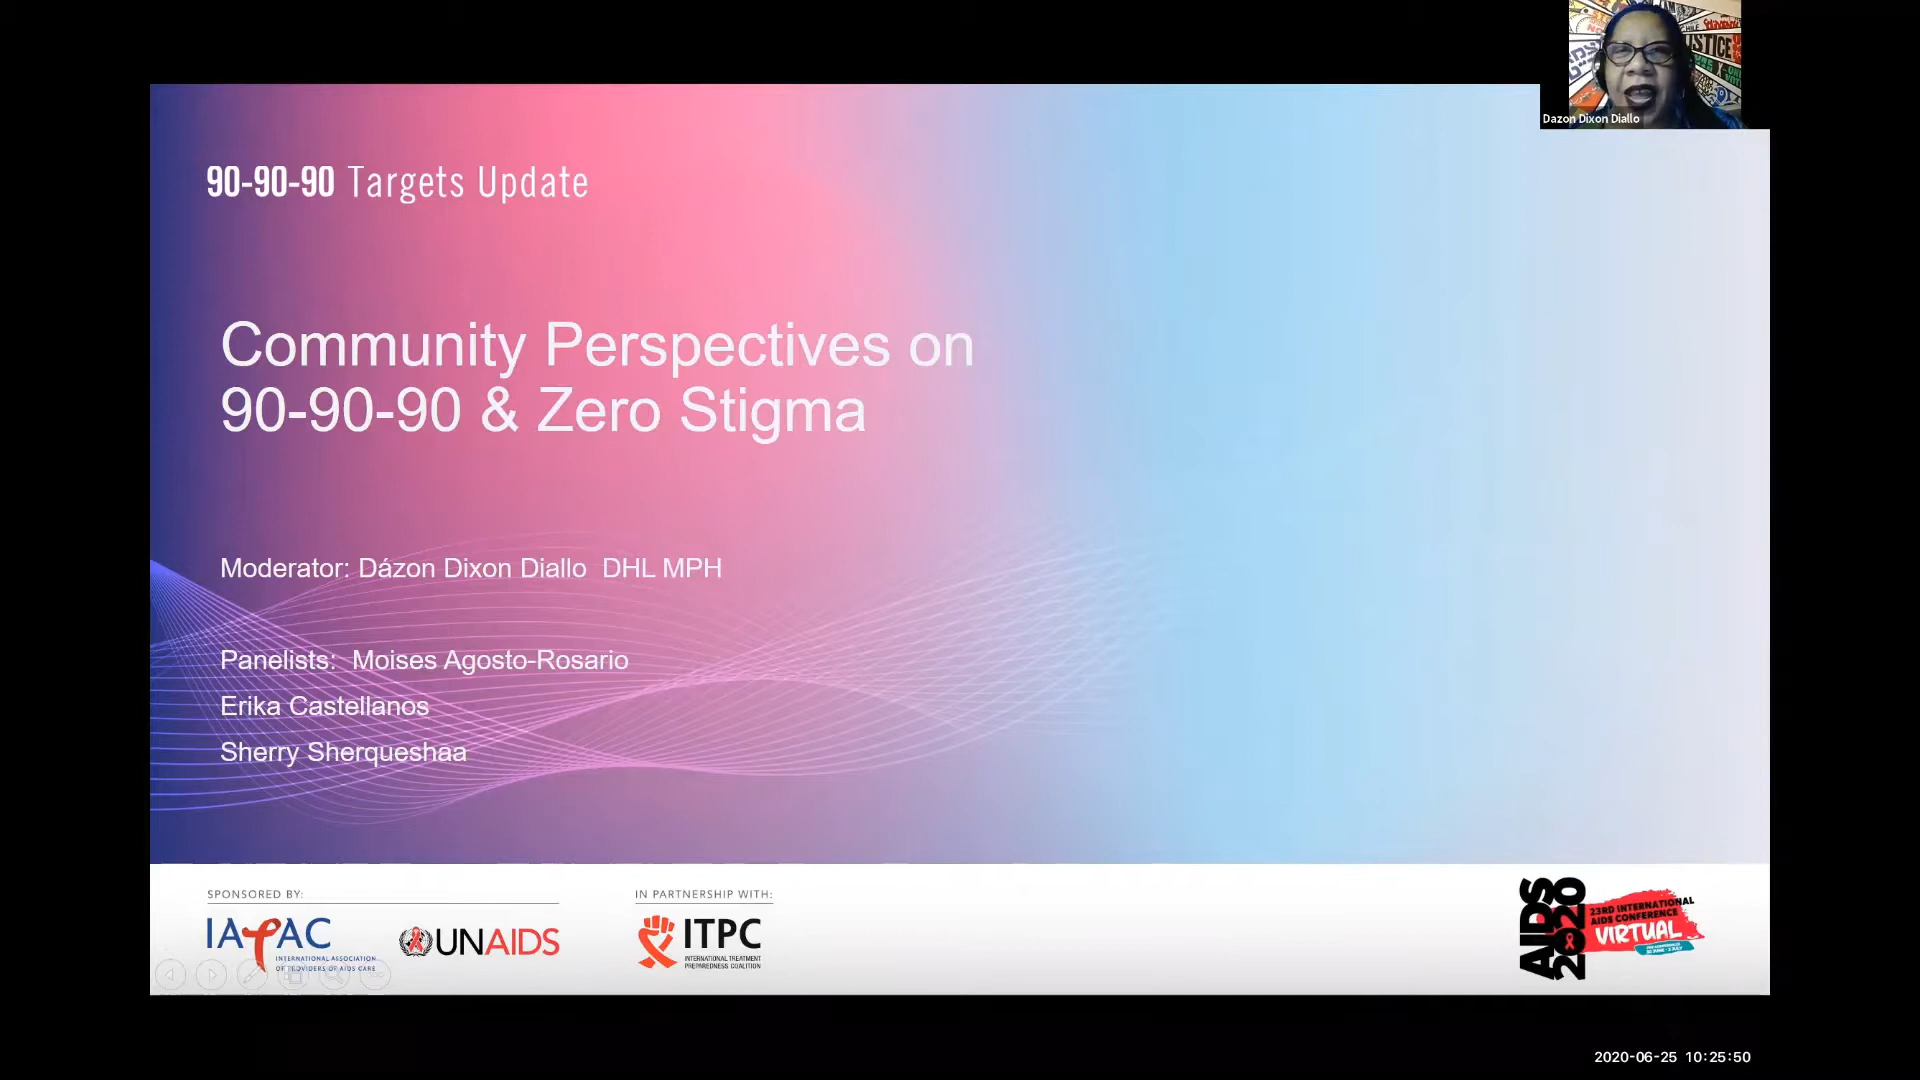 JUSTICE
Dazon Dixon Diallo
90-90-90 Targets Update
Community Perspectives on
90-90-90 & Zero Stigma
Moderator: Dázon Dixon Diallo DHL MPH
Panelists: Moises Agosto-Rosario
Erika Castellanos
Sherry Sherqueshaa
SPONSORED BY:
IAPAC
INTERNATIONAL ASSOCIATION
OF PROVIDERS OF AIDS CARE
UNAIDS
IN PARTNERSHIP WITH:
ITPC
INTERNATIONAL TREATMENT
PREPAREDNESS COALITION
AIDS
2020
23RD INTERNATIONAL
AIDS CONFERENCE
VIRTUAL
2020-06-25 10:25:50